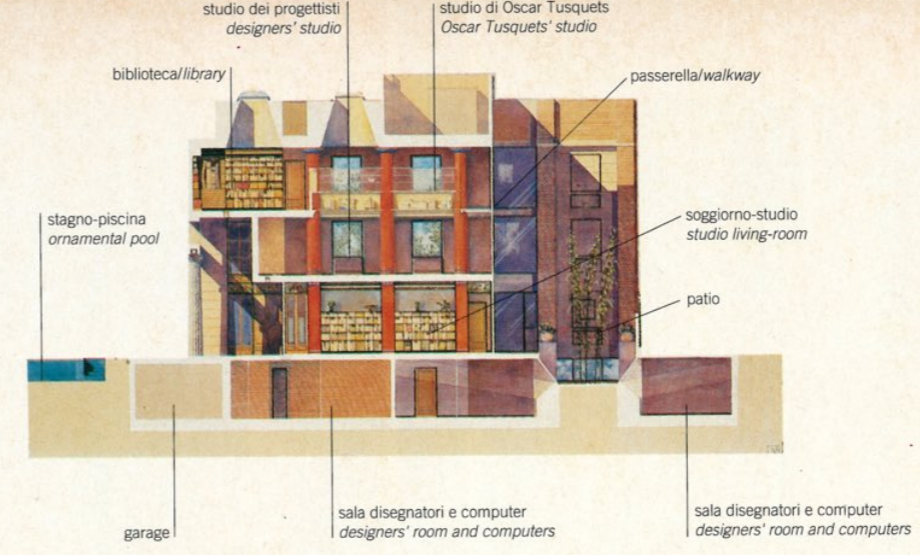 studio dei progettisti
designers' studio
studio di Oscar Tusquets
Oscar Tusquets' studio
biblioteca/library
passerella/walkway
stagno-piscina
ornamental pool
soggiorno-studio
studio living-room
patio
garage
sala disegnatori e computer
designers' room and computers
sala disegnatori e computer
designers' room and computers